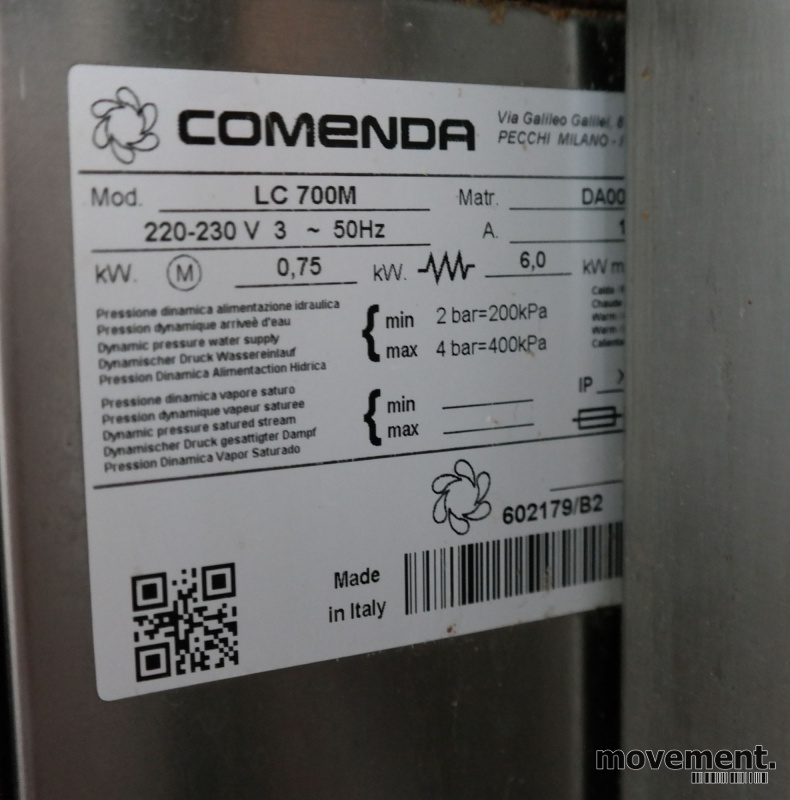 COMENDA
Via Galileo Galilei,
PECCHI MILANO -
Mod. LC 700M Matr. DA00
220-230 V 3 ~ 50Hz A. 1
kW. M 0,75 kW. 6,0 kW m
Pressione dinamica alimentazione idraulica
Pression dynamique arriveè d'eau
Dynamic pressure water supply
Dynamischer Druck Wassereinlauf
Pression Dinamica Alimentaction Hidrica
min 2 bar=200kPa
max 4 bar=400kPa
Pressione dinamica vapore saturo
Pression dynamique vapeur saturee
Dynamic pressure satured stream
Dynamischer Druck gesattigter Dampf
Pression Dinamica Vapor Saturado
min
max
IP
602179/B2
Made
in Italy
movement.